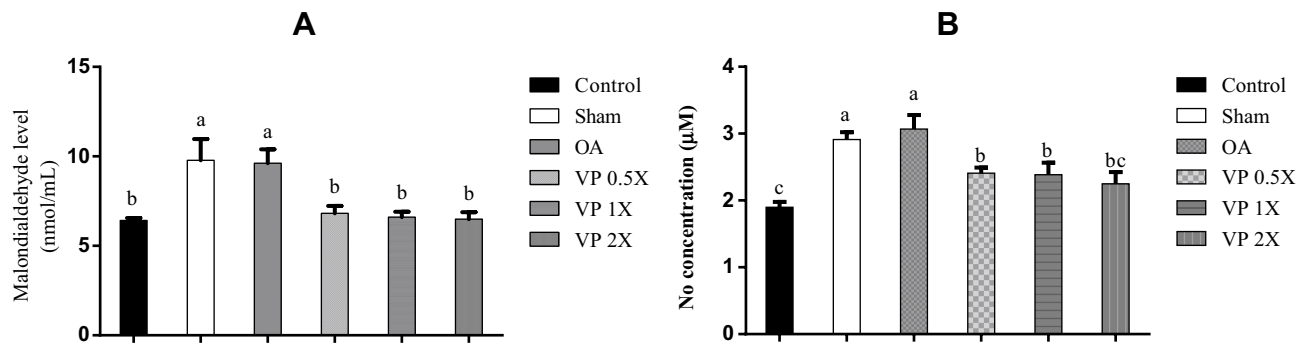 A
Malondialdehyde level
(nmol/mL)
15
10
5
0
b
a
a
b
b
b
Control
Sham
OA
VP 0.5X
VP 1X
VP 2X
B
No concentration (μM)
4
3
2
1
0
c
a
a
b
b
bc
Control
Sham
OA
VP 0.5X
VP 1X
VP 2X